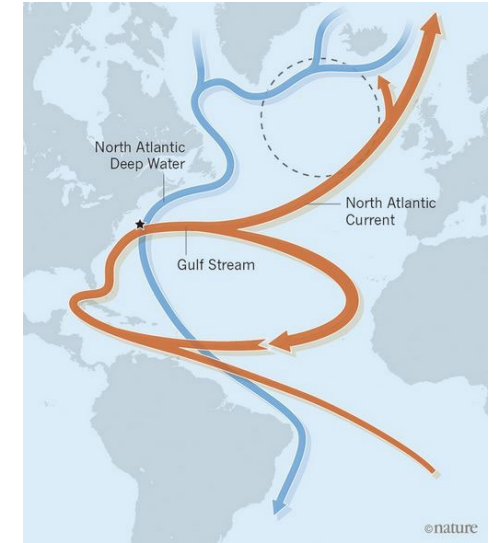 North Atlantic
Deep Water
North Atlantic
Current
Gulf Stream
©nature